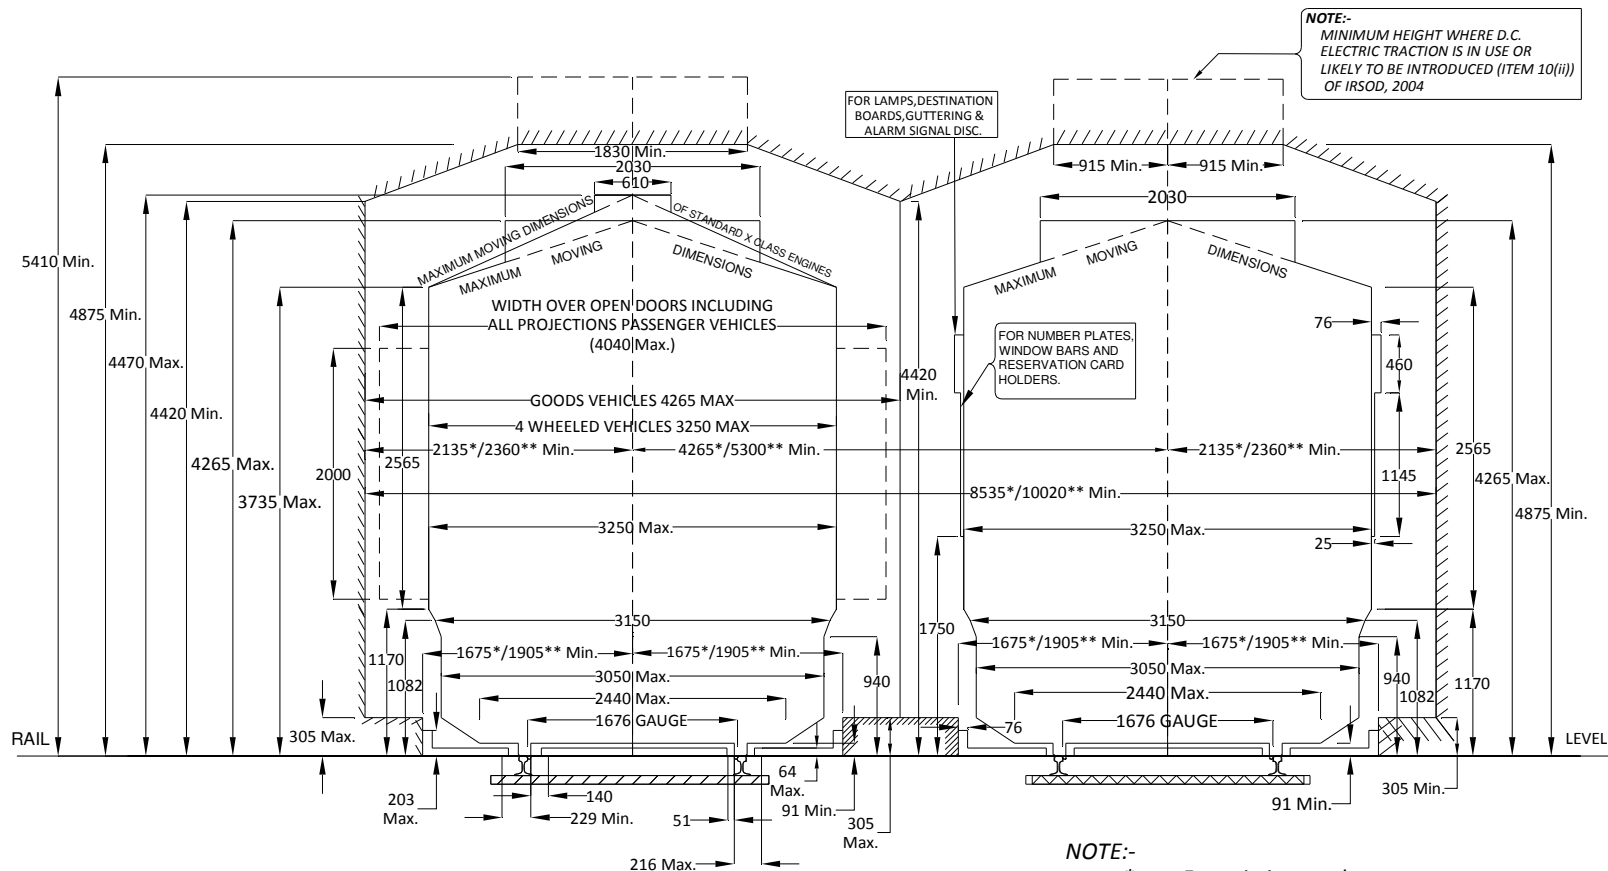 NOTE:-
MINIMUM HEIGHT WHERE D.C.
ELECTRIC TRACTION IS IN USE OR
LIKELY TO BE INTRODUCED (ITEM 10(ii))
OF IRSOD, 2004
FOR LAMPS,DESTINATION
BOARDS,GUTTERING &
ALARM SIGNAL DISC.
1830 Min.
915 Min.
915 Min.
2030
610
2030
MAXIMUM MOVING DIMENSIONS
OF STANDARD X CLASS ENGINES
MAXIMUM MOVING DIMENSIONS
MAXIMUM MOVING DIMENSIONS
5410 Min.
4875 Min.
4470 Max.
4420 Min.
4265 Max.
3735 Max.
2000
2565
WIDTH OVER OPEN DOORS INCLUDING
ALL PROJECTIONS PASSENGER VEHICLES
(4040 Max.)
FOR NUMBER PLATES,
WINDOW BARS AND
RESERVATION CARD
HOLDERS.
76
460
4420
Min.
GOODS VEHICLES 4265 MAX
4 WHEELED VEHICLES 3250 MAX
2135*/2360** Min.
4265*/5300** Min.
2135*/2360** Min.
2565
1145
4265 Max.
8535*/10020** Min.
4875 Min.
3250 Max.
3250 Max.
25
3150
1750
3150
1170
1082
1675*/1905** Min.
1675*/1905** Min.
1675*/1905** Min.
1675*/1905** Min.
3050 Max.
940
3050 Max.
940
1082
1170
2440 Max.
2440 Max.
305 Max.
1676 GAUGE
76
1676 GAUGE
RAIL
LEVEL
64
Max.
203
Max.
140
229 Min.
51
91 Min.
305
Max.
91 Min.
305 Min.
216 Max.
NOTE:-